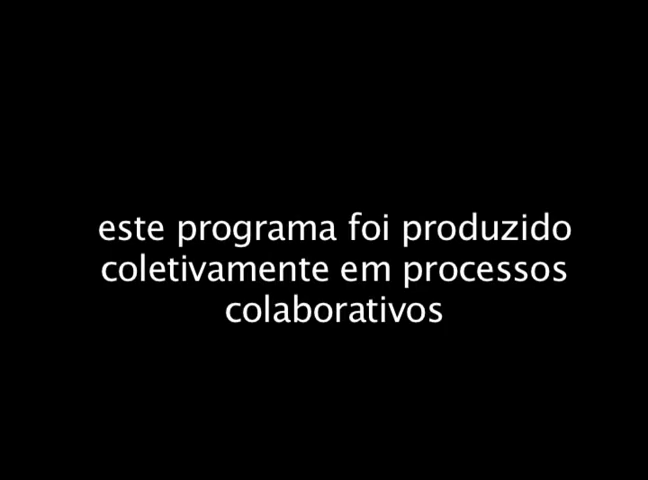 este programa foi produzido
coletivamente em processos
colaborativos